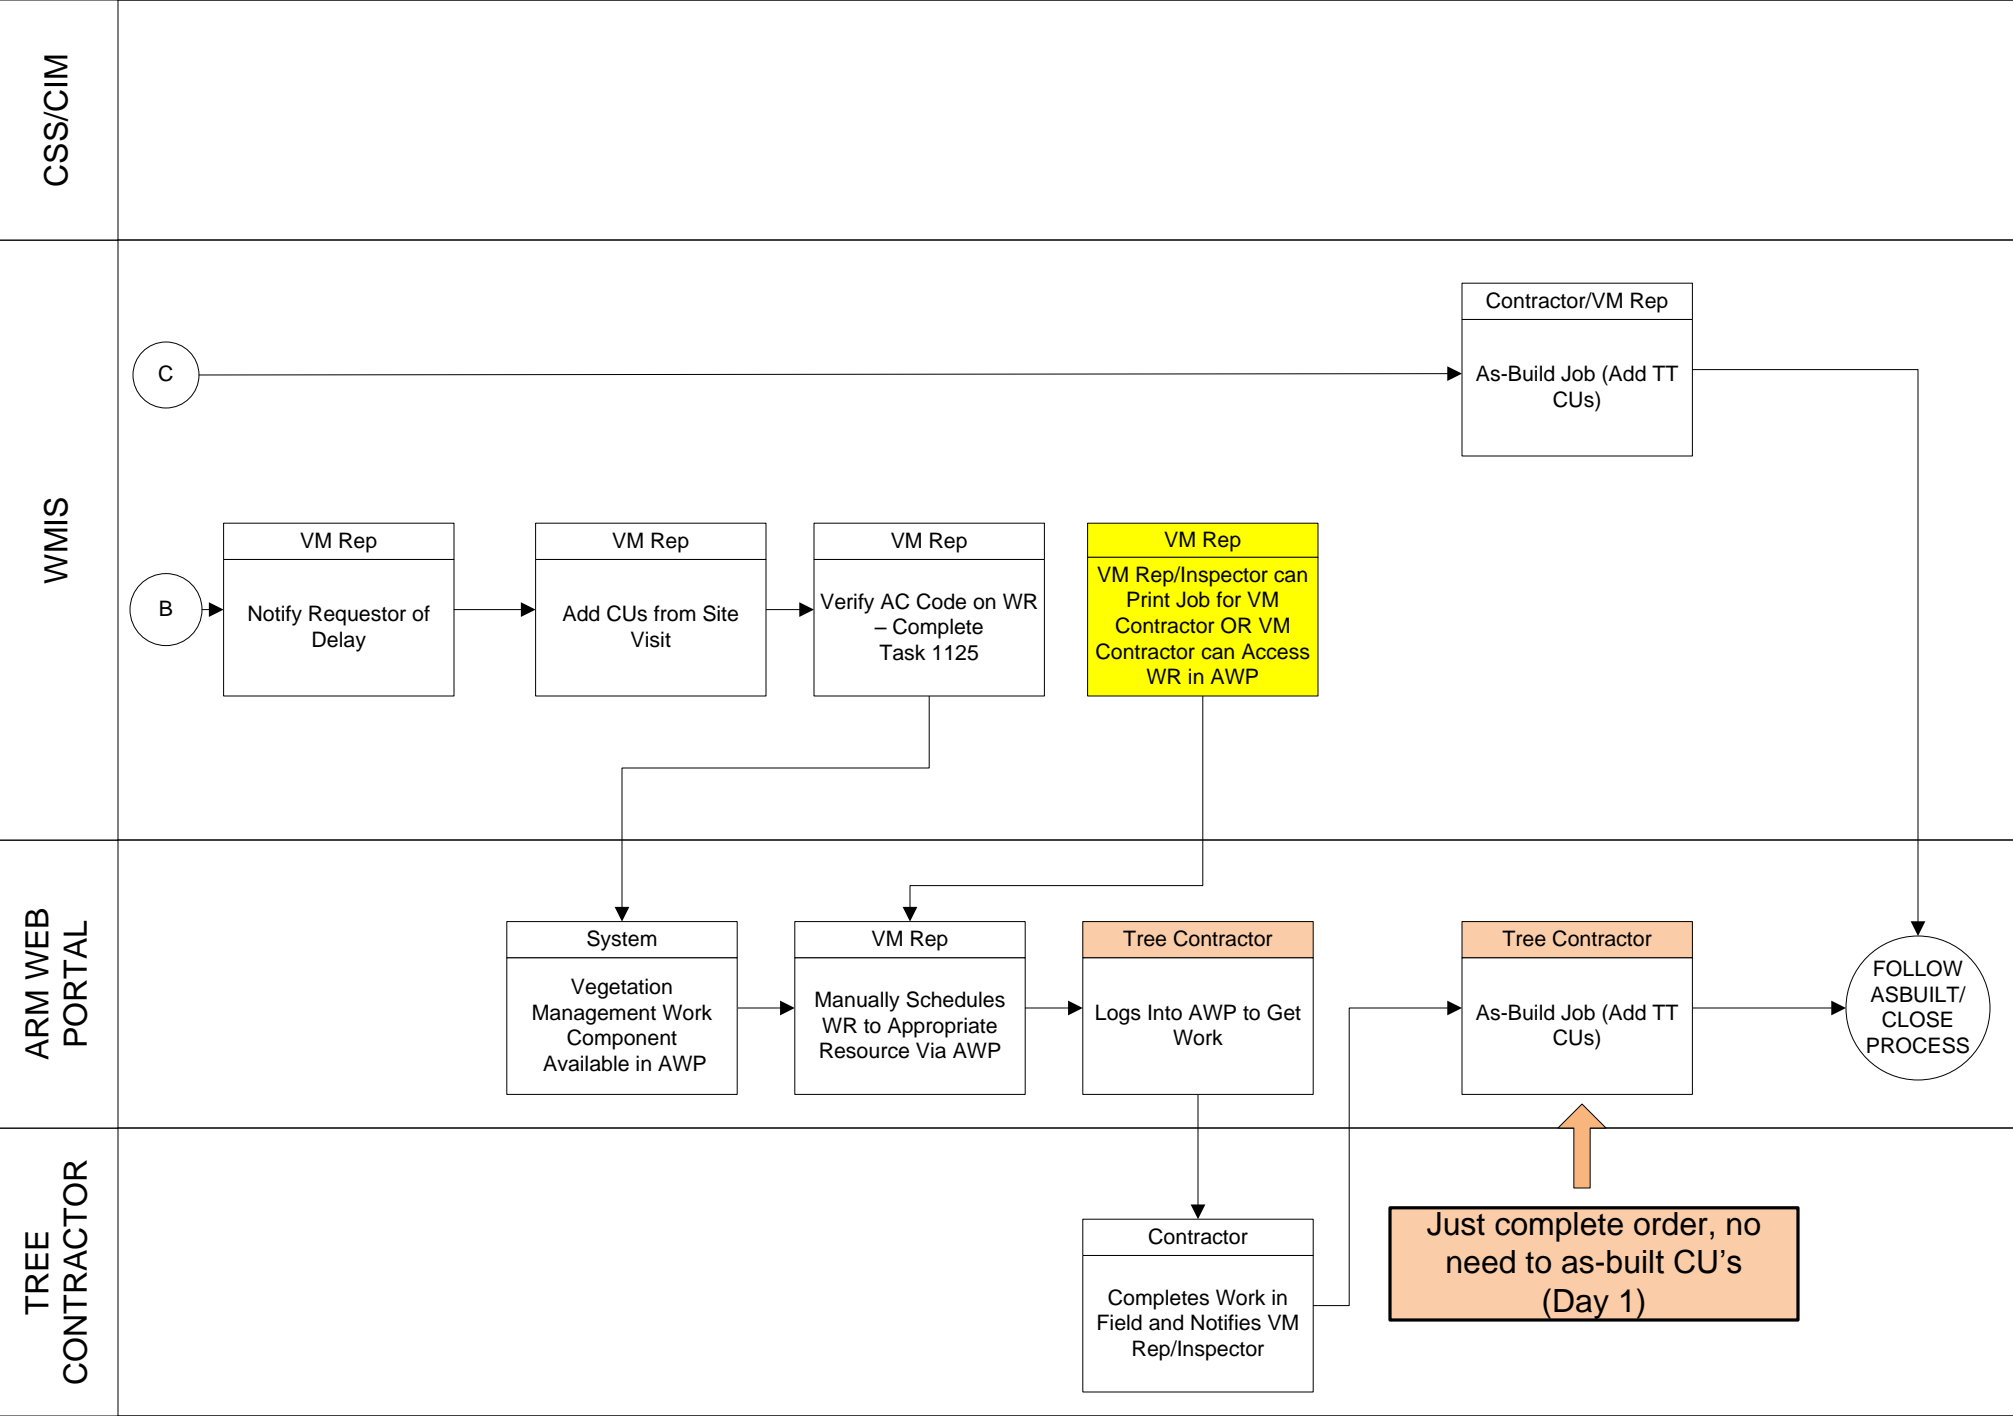 CSS/CIM
WMIS
Contractor/VM Rep
As-Build Job (Add TT
CUs)
C
B
VM Rep
Notify Requestor of
Delay
VM Rep
Add CUs from Site
Visit
VM Rep
Verify AC Code on WR
– Complete
Task 1125
VM Rep
VM Rep/Inspector can
Print Job for VM
Contractor OR VM
Contractor can Access
WR in AWP
ARM WEB
PORTAL
System
Vegetation
Management Work
Component
Available in AWP
VM Rep
Manually Schedules
WR to Appropriate
Resource Via AWP
Tree Contractor
Logs Into AWP to Get
Work
Tree Contractor
As-Build Job (Add TT
CUs)
FOLLOW
ASBUILT/
CLOSE
PROCESS
TREE
CONTRACTOR
Contractor
Completes Work in
Field and Notifies VM
Rep/Inspector
Just complete order, no
need to as-built CU’s
(Day 1)